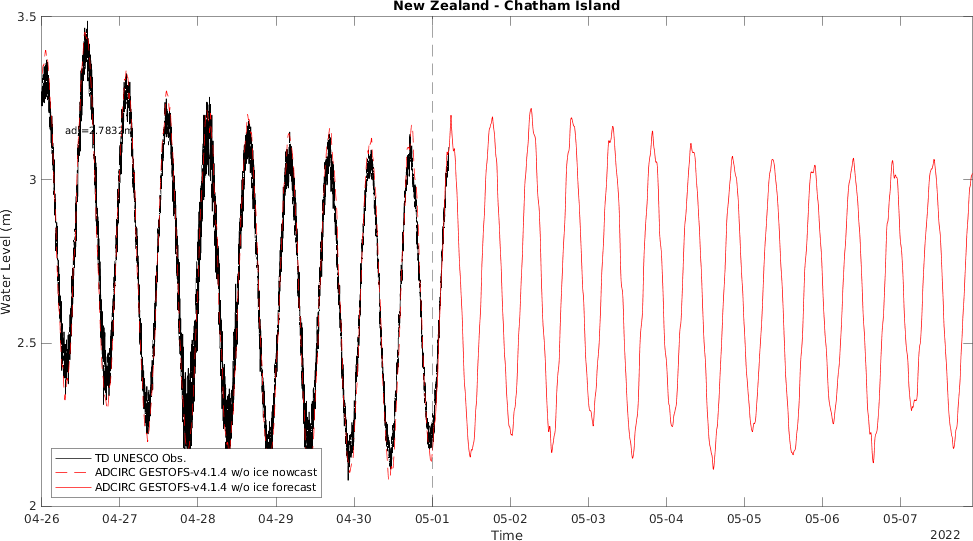 New Zealand - Chatham Island
3.5
3
2.5
2
Water Level (m)
adj=2.7832m
TD UNESCO Obs.
ADCIRC GESTOFS-v4.1.4 w/o ice nowcast
ADCIRC GESTOFS-v4.1.4 w/o ice forecast
04-26 04-27 04-28 04-29 04-30 05-01 05-02 05-03 05-04 05-05 05-06 05-07
Time
2022